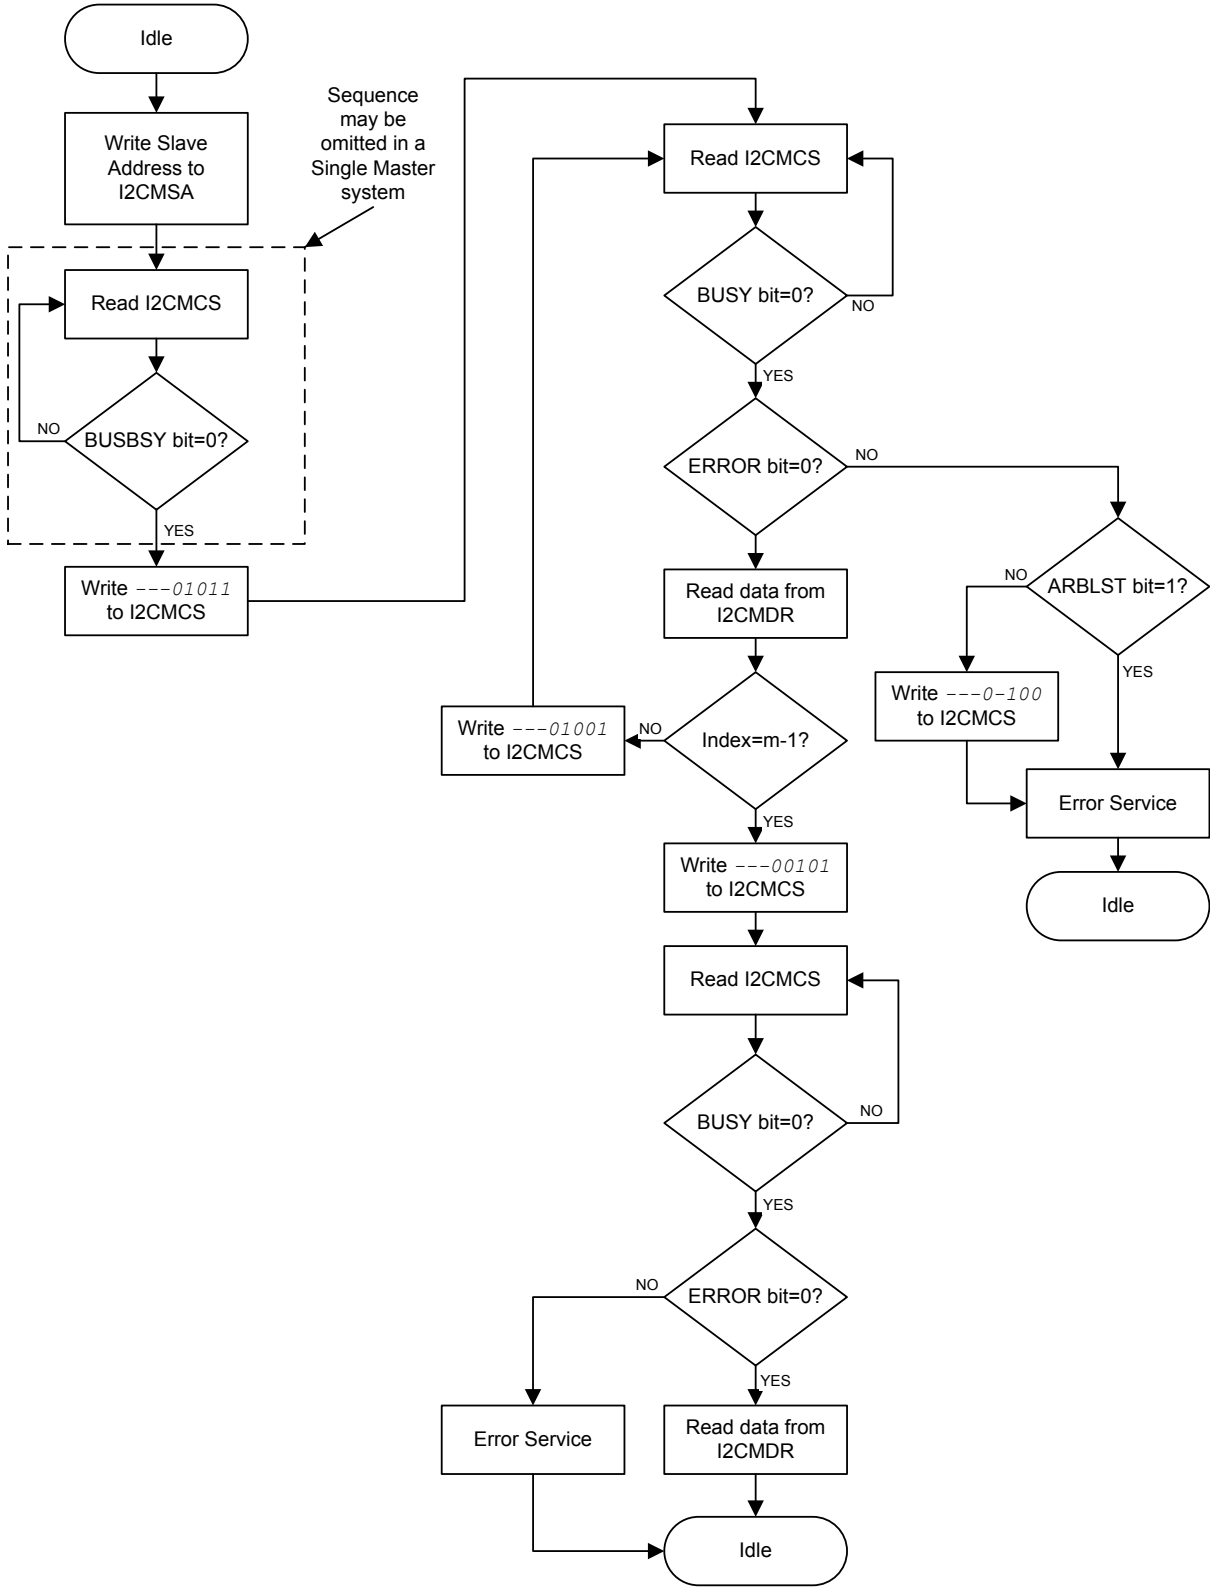 Idle
Write Slave
Address to
I2CMSA
Sequence
may be
omitted in a
Single Master
system
Read I2CMCS
BUSBSY bit=0?
NO
YES
Write ---01011
to I2CMCS
Read I2CMCS
BUSY bit=0?
NO
YES
ERROR bit=0?
NO
Read data from
I2CMDR
ARBLST bit=1?
NO
YES
Write ---0-100
to I2CMCS
Error Service
Idle
Index=m-1?
NO
Write ---01001
to I2CMCS
YES
Write ---00101
to I2CMCS
Read I2CMCS
BUSY bit=0?
NO
YES
ERROR bit=0?
NO
YES
Error Service
Read data from
I2CMDR
Idle